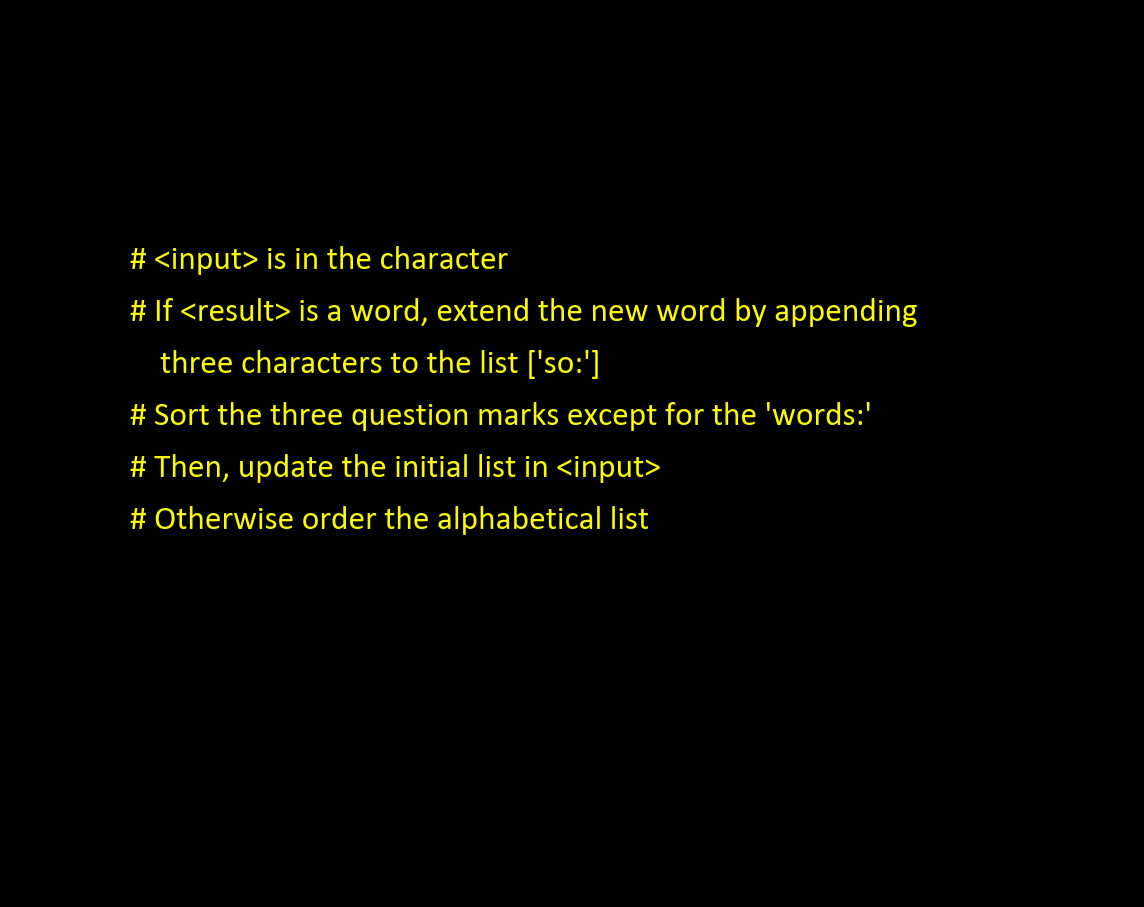 # <input> is in the character
# If <result> is a word, extend the new word by appending
three characters to the list ['so:']
# Sort the three question marks except for the 'words:'
# Then, update the initial list in <input>
# Otherwise order the alphabetical list